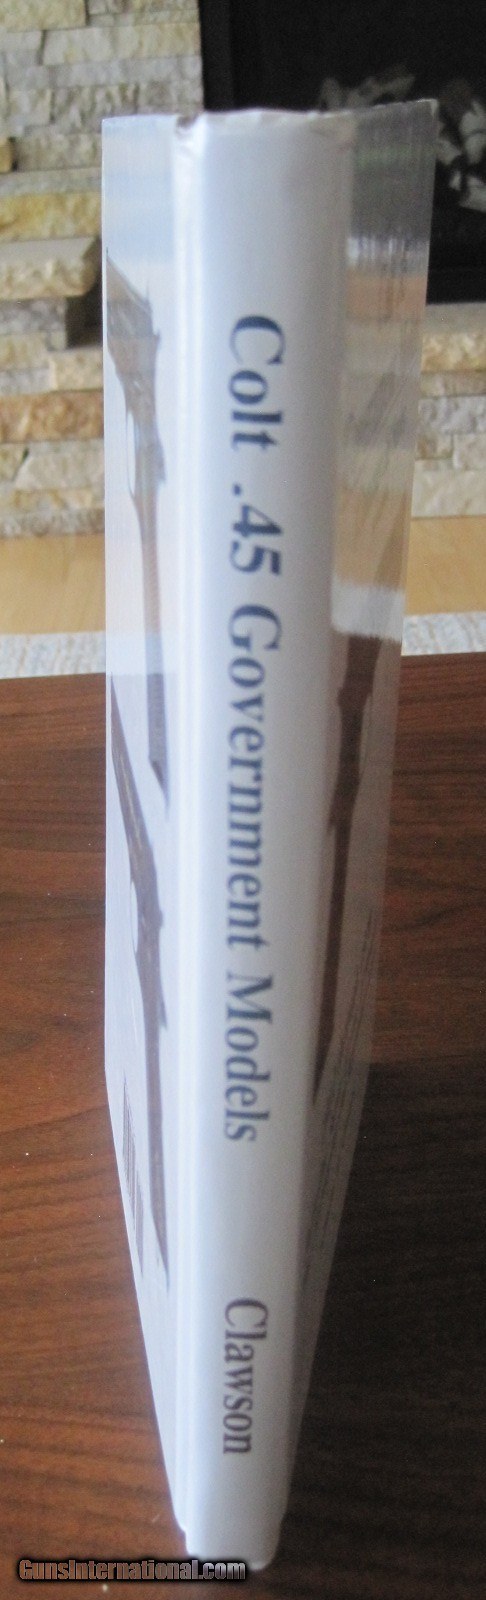 Colt .45 Government Models
Clawson
GunsInternational.com